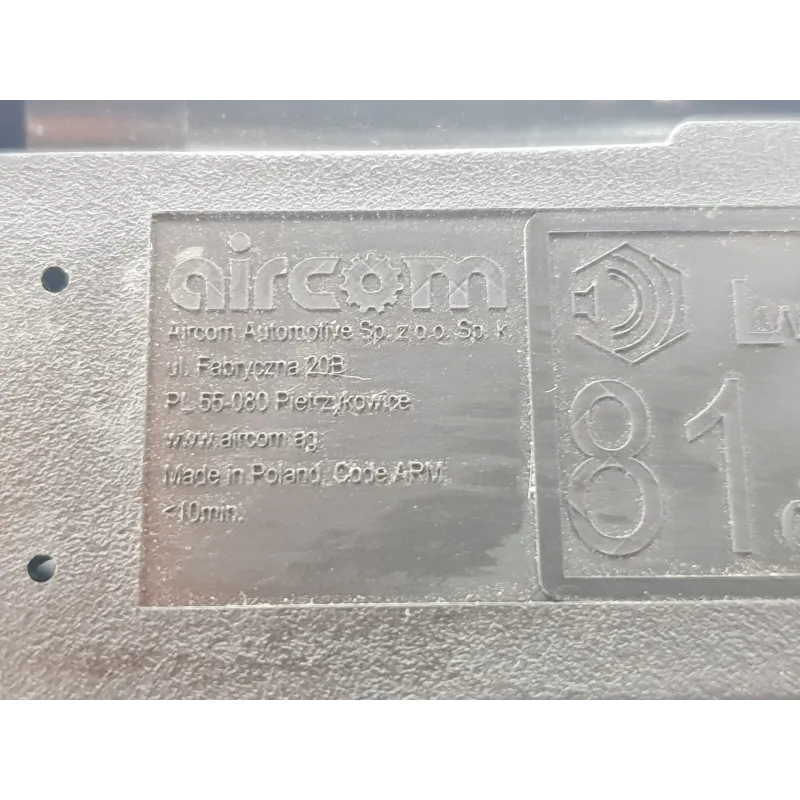 aircom
Aircom Automotive Sp. z o.o. Sp. k.
ul. Fabryczna 20B
PL 55-080 Pietrzykowice
www.aircom.ag
Made in Poland, Code ARM,
<10min.
Lw
81